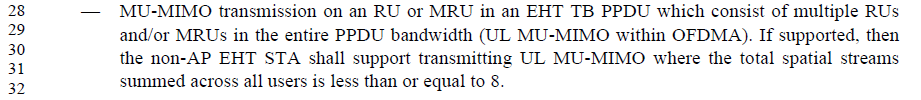 28 — MU-MIMO transmission on an RU or MRU in an EHT TB PPDU which consist of multiple RUs
29 and/or MRUs in the entire PPDU bandwidth (UL MU-MIMO within OFDMA). If supported, then
30 the non-AP EHT STA shall support transmitting UL MU-MIMO where the total spatial streams
31 summed across all users is less than or equal to 8.
32